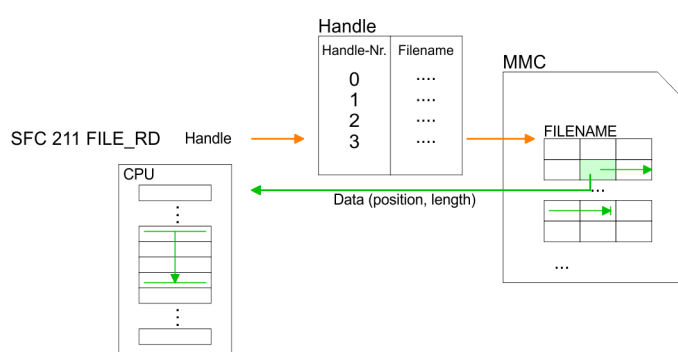 Handle
Handle-Nr. Filename
0 ....
1 ....
2 ....
3 ....
MMC
SFC 211 FILE_RD Handle
FILENAME
CPU
...
Data (position, length)
...